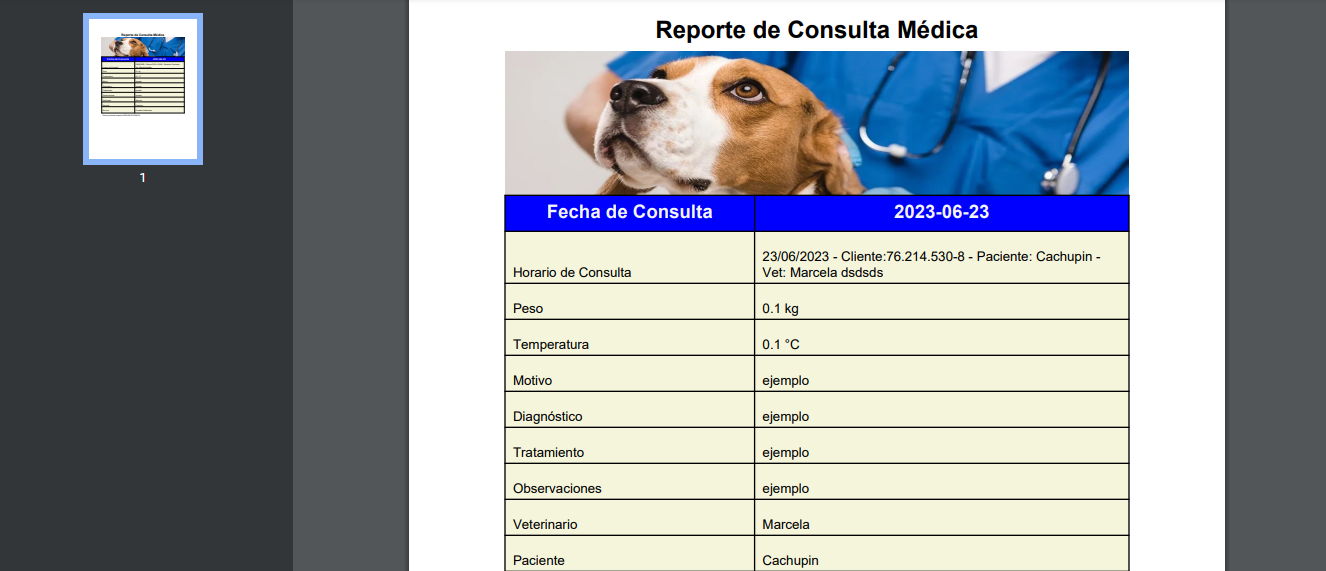 Reporte de Consulta Médica
Fecha de Consulta 2023-06-23
Horario de Consulta 23/06/2023 - Cliente:76.214.530-8 - Paciente: Cachupin -
Vet: Marcela dsdsds
Peso 0.1 kg
Temperatura 0.1 °C
Motivo ejemplo
Diagnóstico ejemplo
Tratamiento ejemplo
Observaciones ejemplo
Veterinario Marcela
Paciente Cachupin
1